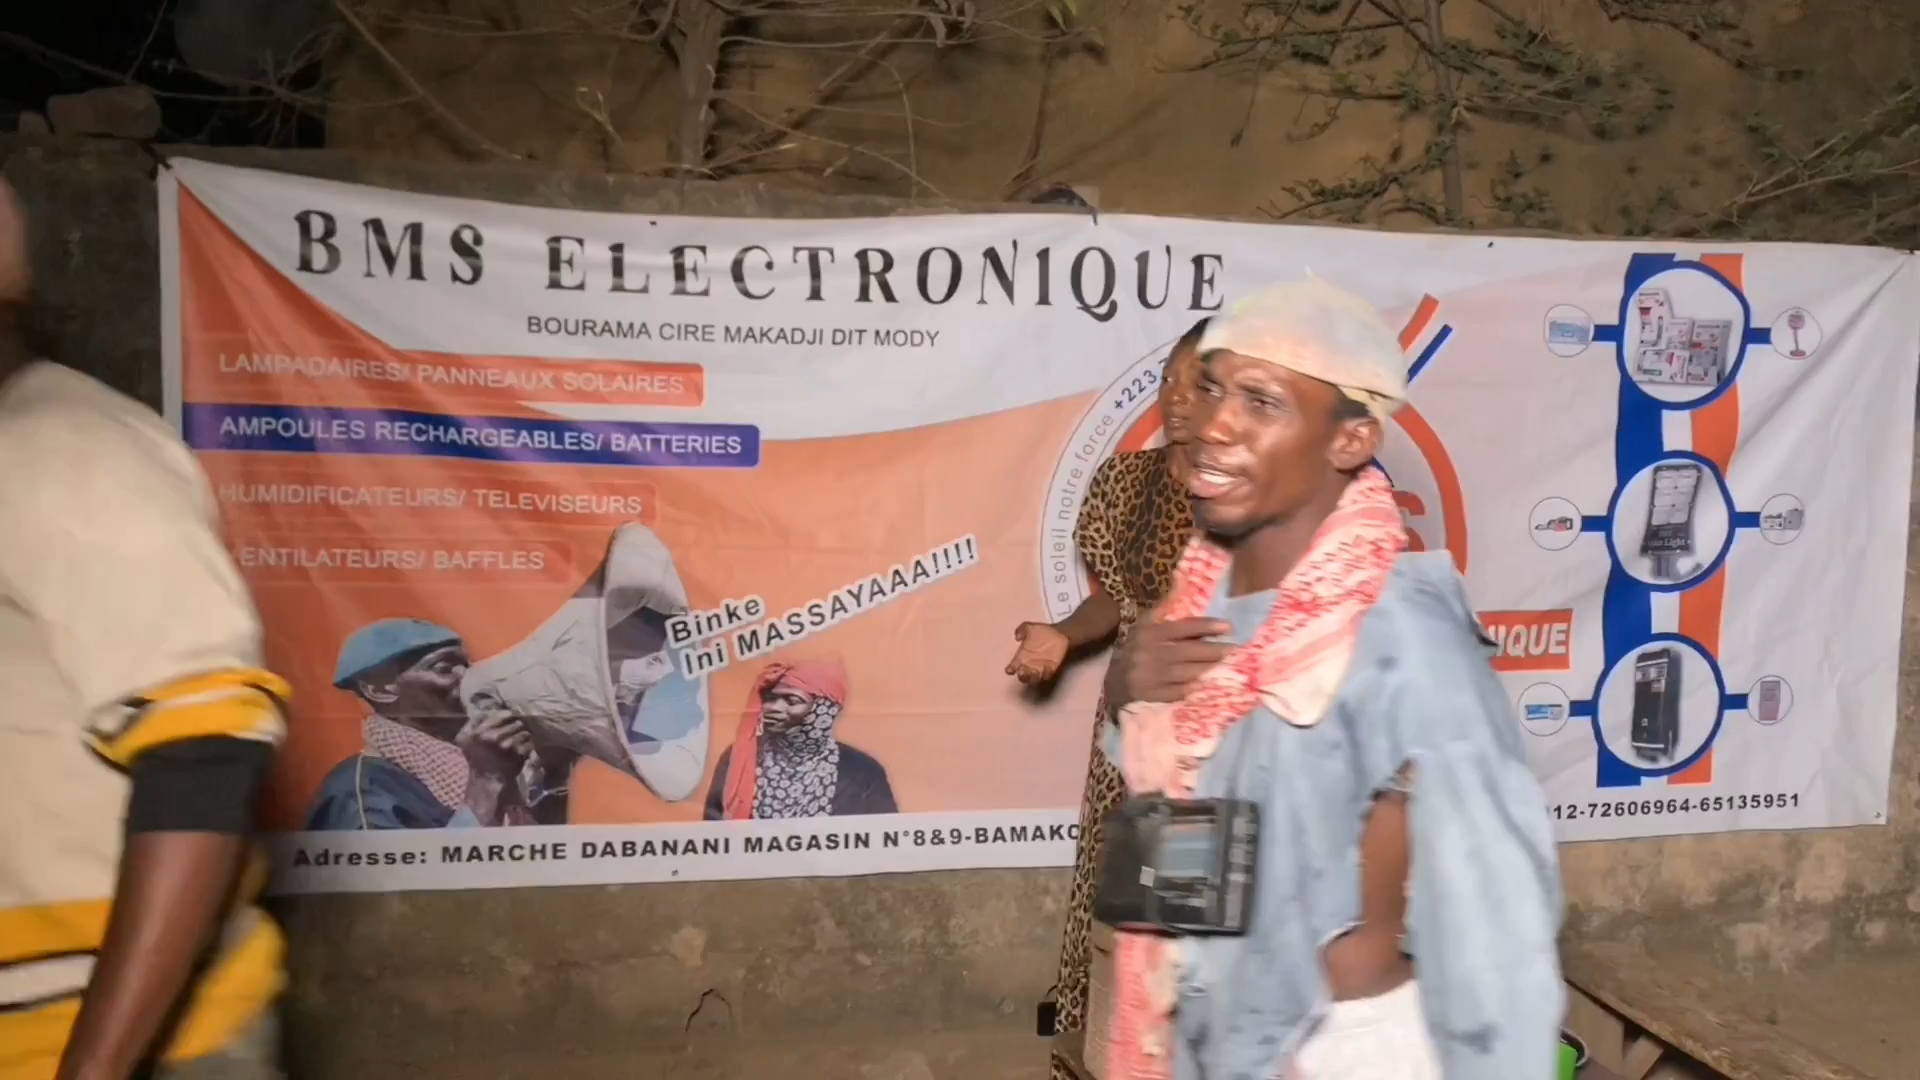 BMS ELECTRONIQUE
BOURAMA CIRE MAKADJI DIT MODY
LAMPADAIRES/ PANNEAUX SOLAIRES
AMPOULES RECHARGEABLES/ BATTERIES
HUMIDIFICATEURS/ TELEVISEURS
ENTILATEURS/ BAFFLES
Binke
Ini MASSAYAAA!!!!
Le soleil notre force +223
S
IQUE
Adresse: MARCHE DABANANI MAGASIN N°8&9-BAMAKO
12-72606964-65135951